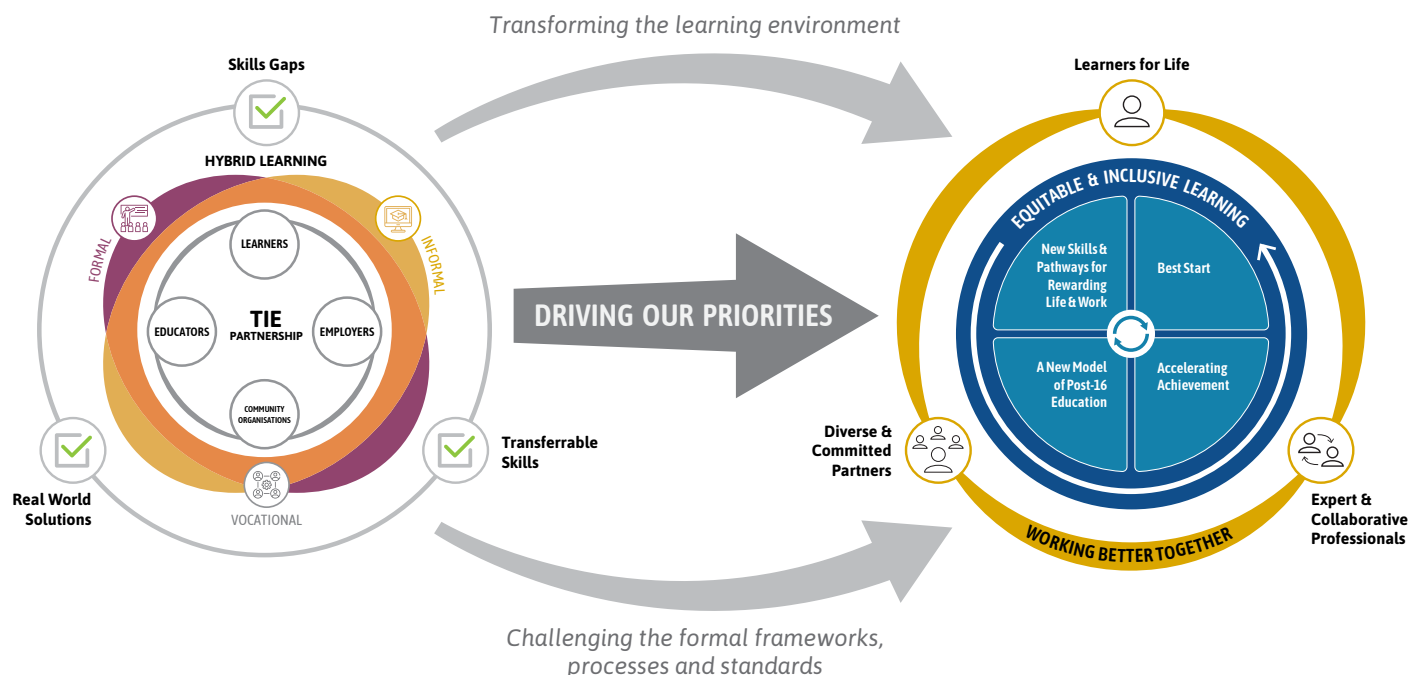 Transforming the learning environment
Skills Gaps
HYBRID LEARNING
FORMAL
INFORMAL
LEARNERS
EDUCATORS
TIE
PARTNERSHIP
EMPLOYERS
COMMUNITY
ORGANISATIONS
VOCATIONAL
Real World
Solutions
Transferrable
Skills
DRIVING OUR PRIORITIES
Learners for Life
EQUITABLE & INCLUSIVE LEARNING
New Skills &
Pathways for
Rewarding
Life & Work
Best Start
A New Model
of Post-16
Education
Accelerating
Achievement
Diverse &
Committed
Partners
Expert &
Collaborative
Professionals
WORKING BETTER TOGETHER
Challenging the formal frameworks,
processes and standards